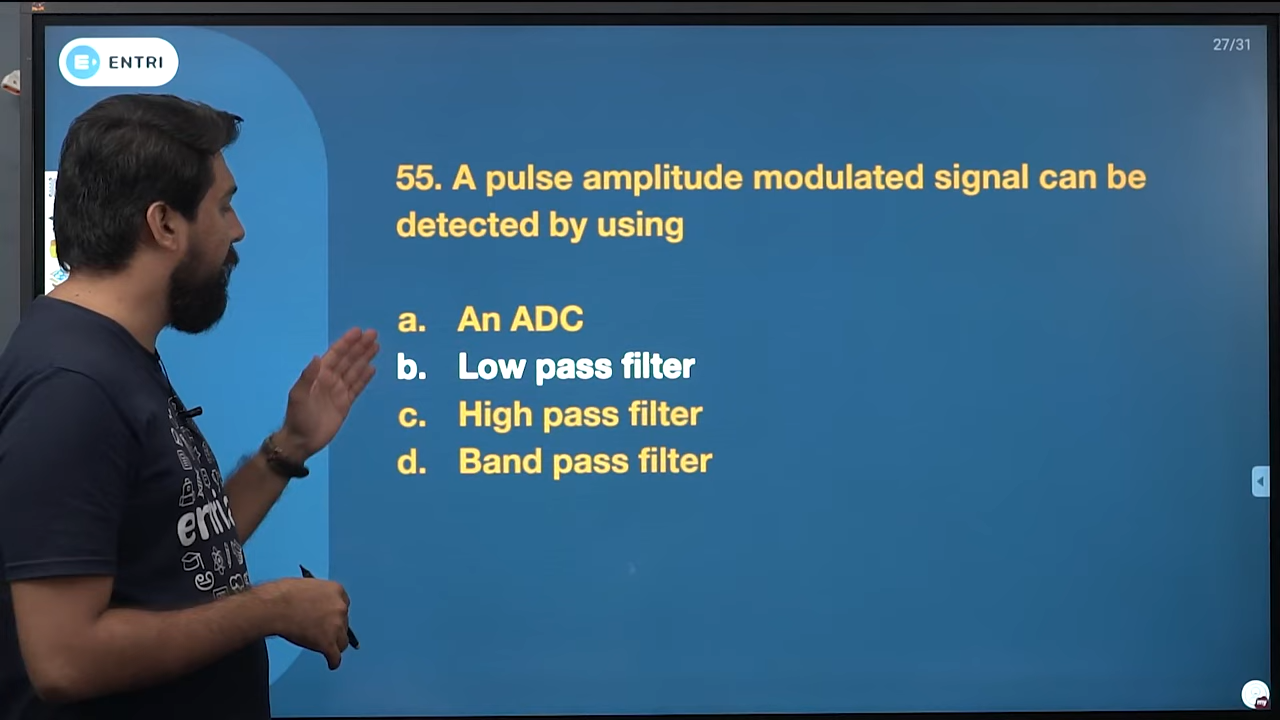 ENTRI
27/31
55. A pulse amplitude modulated signal can be
detected by using
a. An ADC
b. Low pass filter
c. High pass filter
d. Band pass filter